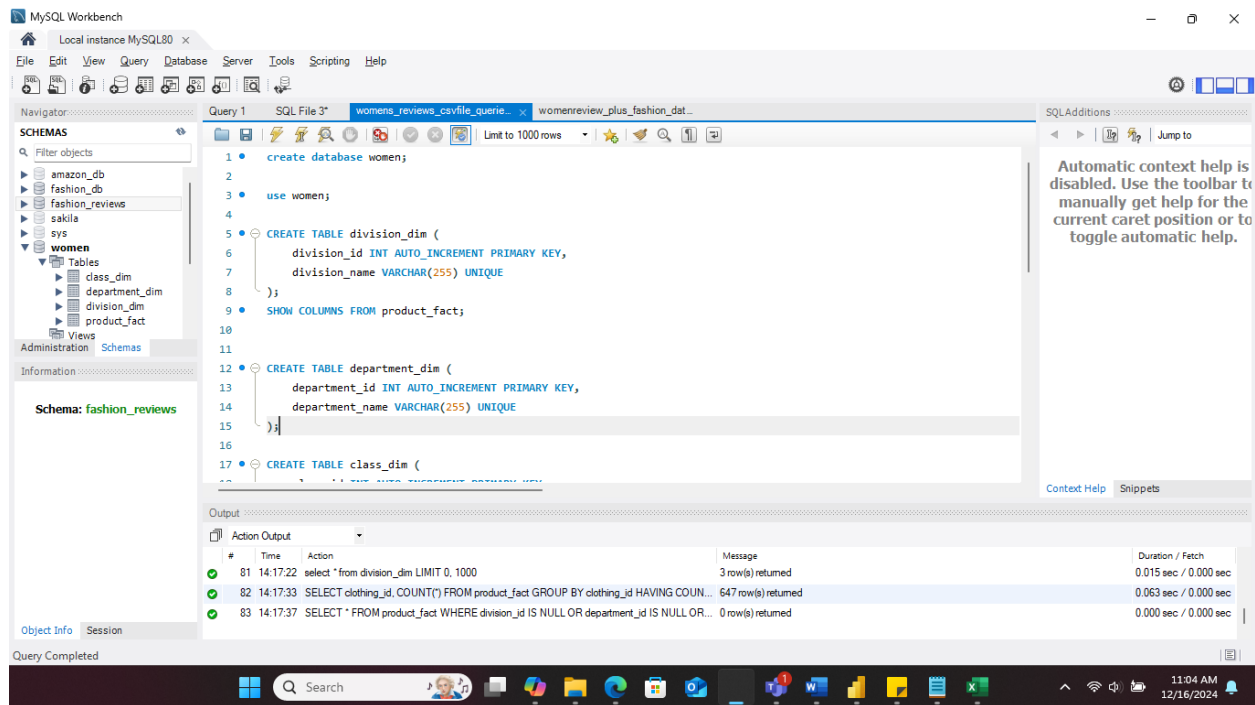 MySQL Workbench
Local instance MySQL80 ×
File Edit View Query Database Server Tools Scripting Help
Navigator
SCHEMAS
Filter objects
amazon_db
fashion_db
fashion_reviews
sakila
sys
women
Tables
class_dim
department_dim
division_dim
product_fact
Views
Administration Schemas
Information
Schema: fashion_reviews
Object Info Session
Query 1 SQL File 3* womens_reviews_csvfile_querie... × womenreview_plus_fashion_dat...
Limit to 1000 rows
1 create database women;
2
3 use women;
4
5 CREATE TABLE division_dim (
6 division_id INT AUTO_INCREMENT PRIMARY KEY,
7 division_name VARCHAR(255) UNIQUE
8 );
9 SHOW COLUMNS FROM product_fact;
10
11
12 CREATE TABLE department_dim (
13 department_id INT AUTO_INCREMENT PRIMARY KEY,
14 department_name VARCHAR(255) UNIQUE
15 );
16
17 CREATE TABLE class_dim (
SQLAdditions
Jump to
Automatic context help is
disabled. Use the toolbar to
manually get help for the
current caret position or to
toggle automatic help.
Context Help Snippets
Output
Action Output
# Time Action Message Duration / Fetch
81 14:17:22 select * from division_dim LIMIT 0, 1000 3 row(s) returned 0.015 sec / 0.000 sec
82 14:17:33 SELECT clothing_id, COUNT(*) FROM product_fact GROUP BY clothing_id HAVING COUN... 647 row(s) returned 0.063 sec / 0.000 sec
83 14:17:37 SELECT * FROM product_fact WHERE division_id IS NULL OR department_id IS NULL OR... 0 row(s) returned 0.000 sec / 0.000 sec
Query Completed
Search
1
11:04 AM
12/16/2024